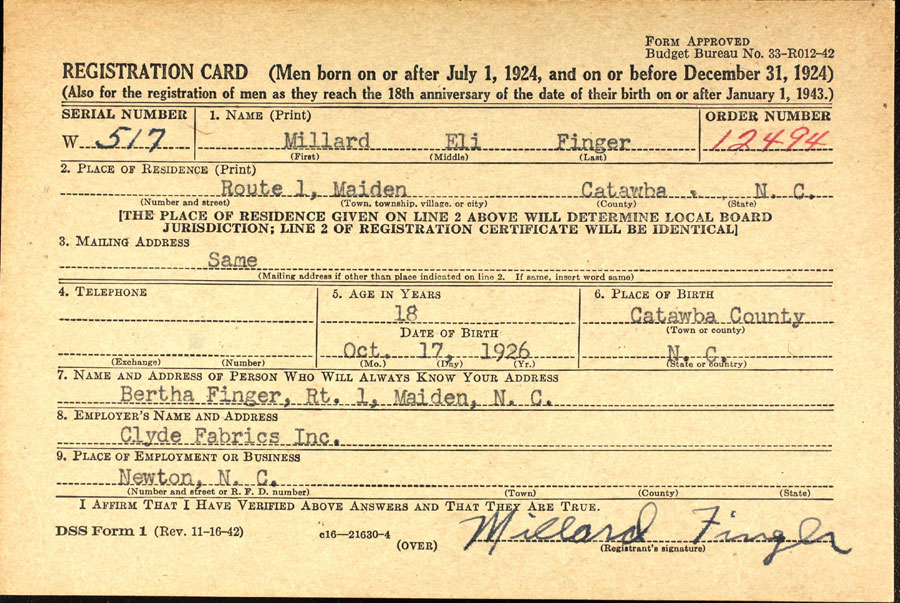 FORM APPROVED
Budget Bureau No. 33-R012-42
REGISTRATION CARD (Men born on or after July 1, 1924, and on or before December 31, 1924)
(Also for the registration of men as they reach the 18th anniversary of the date of their birth on or after January 1, 1943.)
SERIAL NUMBER 1. NAME (Print) ORDER NUMBER
W 517 Millard Eli Finger 12494
(First) (Middle) (Last)
2. PLACE OF RESIDENCE (Print)
Route 1, Maiden Catawba N. C.
(Number and street) (Town, township, village, or city) (County) (State)
[THE PLACE OF RESIDENCE GIVEN ON LINE 2 ABOVE WILL DETERMINE LOCAL BOARD
JURISDICTION; LINE 2 OF REGISTRATION CERTIFICATE WILL BE IDENTICAL]
3. MAILING ADDRESS
Same
(Mailing address if other than place indicated on line 2. If same, insert word same)
4. TELEPHONE 5. AGE IN YEARS 6. PLACE OF BIRTH
18 Catawba County
(Town or county)
DATE OF BIRTH
Oct. 17, 1926 N. C.
(Exchange) (Number) (Mo.) (Day) (Yr.) (State or country)
7. NAME AND ADDRESS OF PERSON WHO WILL ALWAYS KNOW YOUR ADDRESS
Bertha Finger, Rt. 1, Maiden, N. C.
8. EMPLOYER'S NAME AND ADDRESS
Clyde Fabrics Inc.
9. PLACE OF EMPLOYMENT OR BUSINESS
Newton, N. C.
(Number and street or R. F. D. number) (Town) (County) (State)
I AFFIRM THAT I HAVE VERIFIED ABOVE ANSWERS AND THAT THEY ARE TRUE.
DSS Form 1 (Rev. 11-16-42) c16—21630-4 Millard Finger
(OVER) (Registrant's signature)